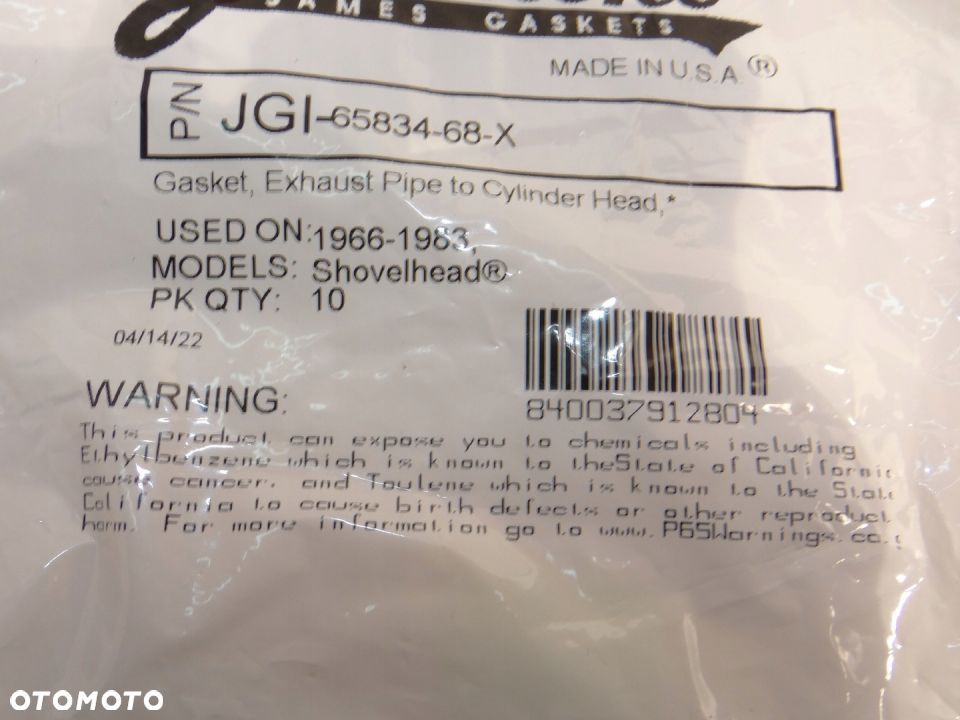 JAMES GASKETS
MADE IN U.S.A. ®
P/N JGI-65834-68-X
Gasket, Exhaust Pipe to Cylinder Head,*
USED ON: 1966-1983,
MODELS: Shovelhead®
PK QTY: 10
04/14/22
840037912804
WARNING:
This product can expose you to chemicals including
Ethylbenzene which is known to theState of Californic
cause cancer, and Toulene which is known to the State
California to cause birth defects or other reproduct
harm. For more information go to www.P65Warnings.ca.g
OTOMOTO